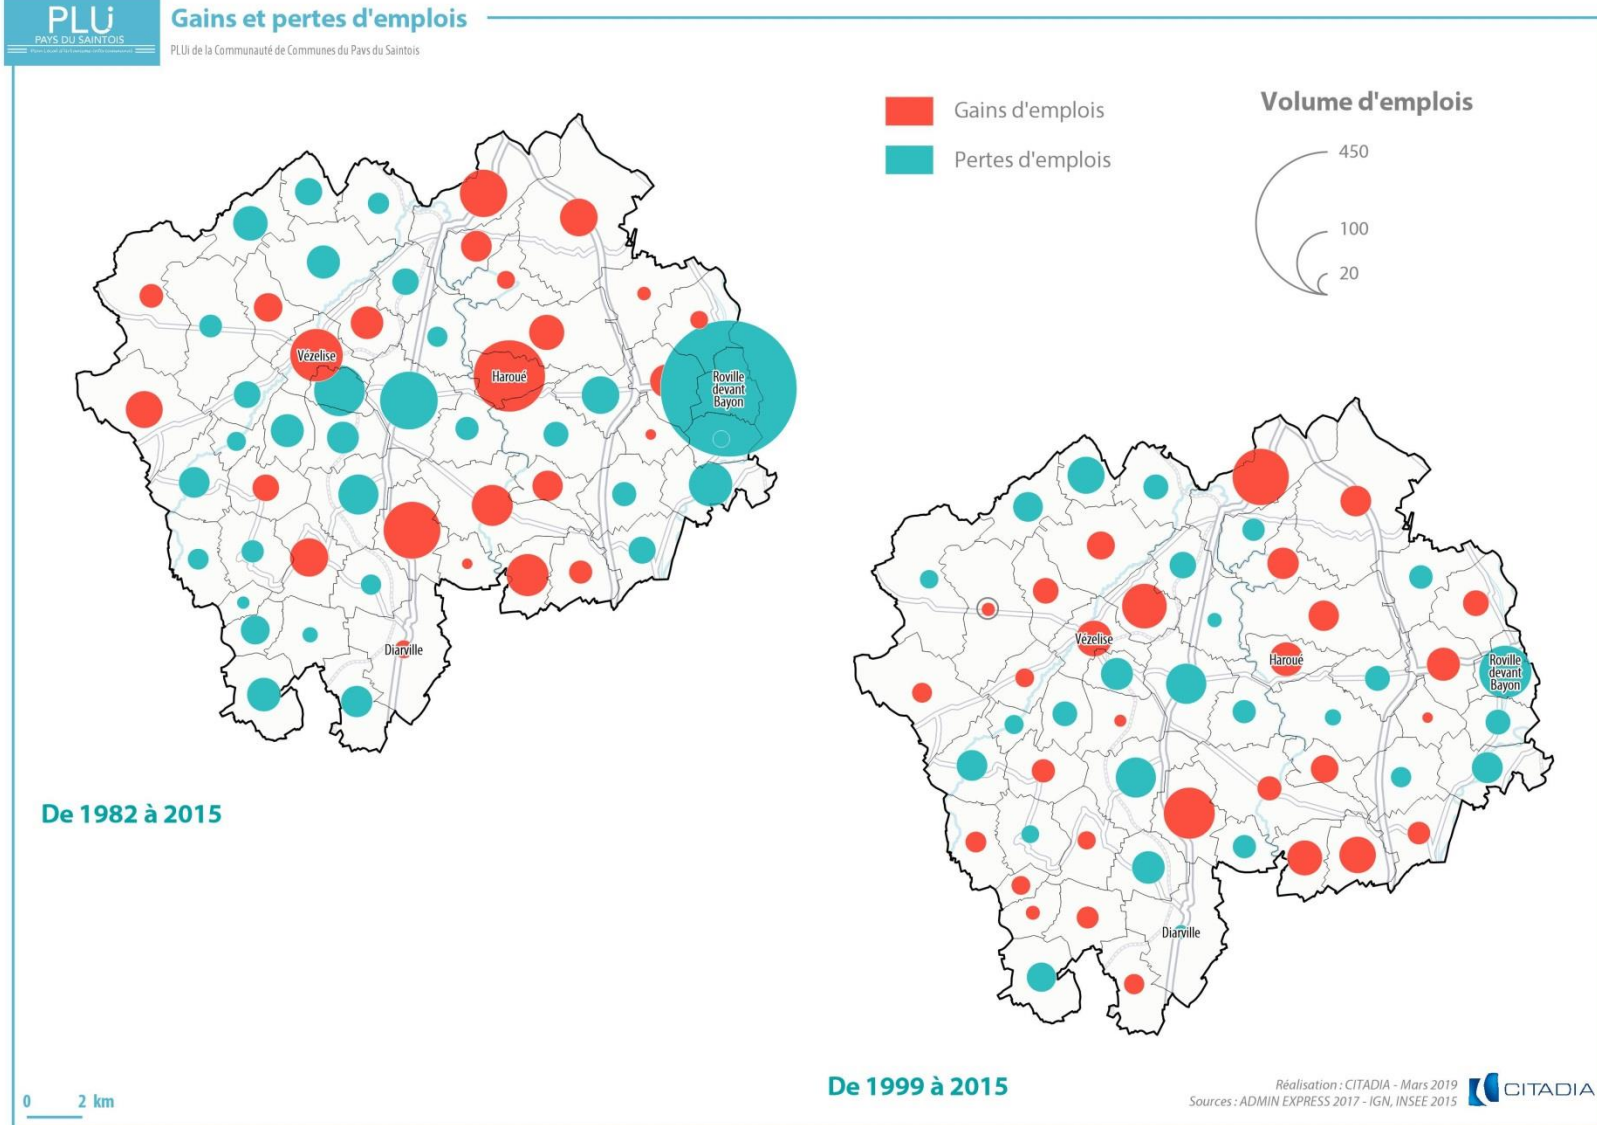 PLUi
PAYS DU SAINTOIS
Gains et pertes d'emplois
PLUi de la Communauté de Communes du Pays du Saintois
Gains d'emplois
Pertes d'emplois
Volume d'emplois
450
100
20
Vézelise
Haroué
Roville
devant
Bayon
Diarville
De 1982 à 2015
Vézelise
Haroué
Roville
devant
Bayon
Diarville
De 1999 à 2015
0 2 km
Réalisation : CITADIA - Mars 2019
Sources : ADMIN EXPRESS 2017 - IGN, INSEE 2015
CITADIA